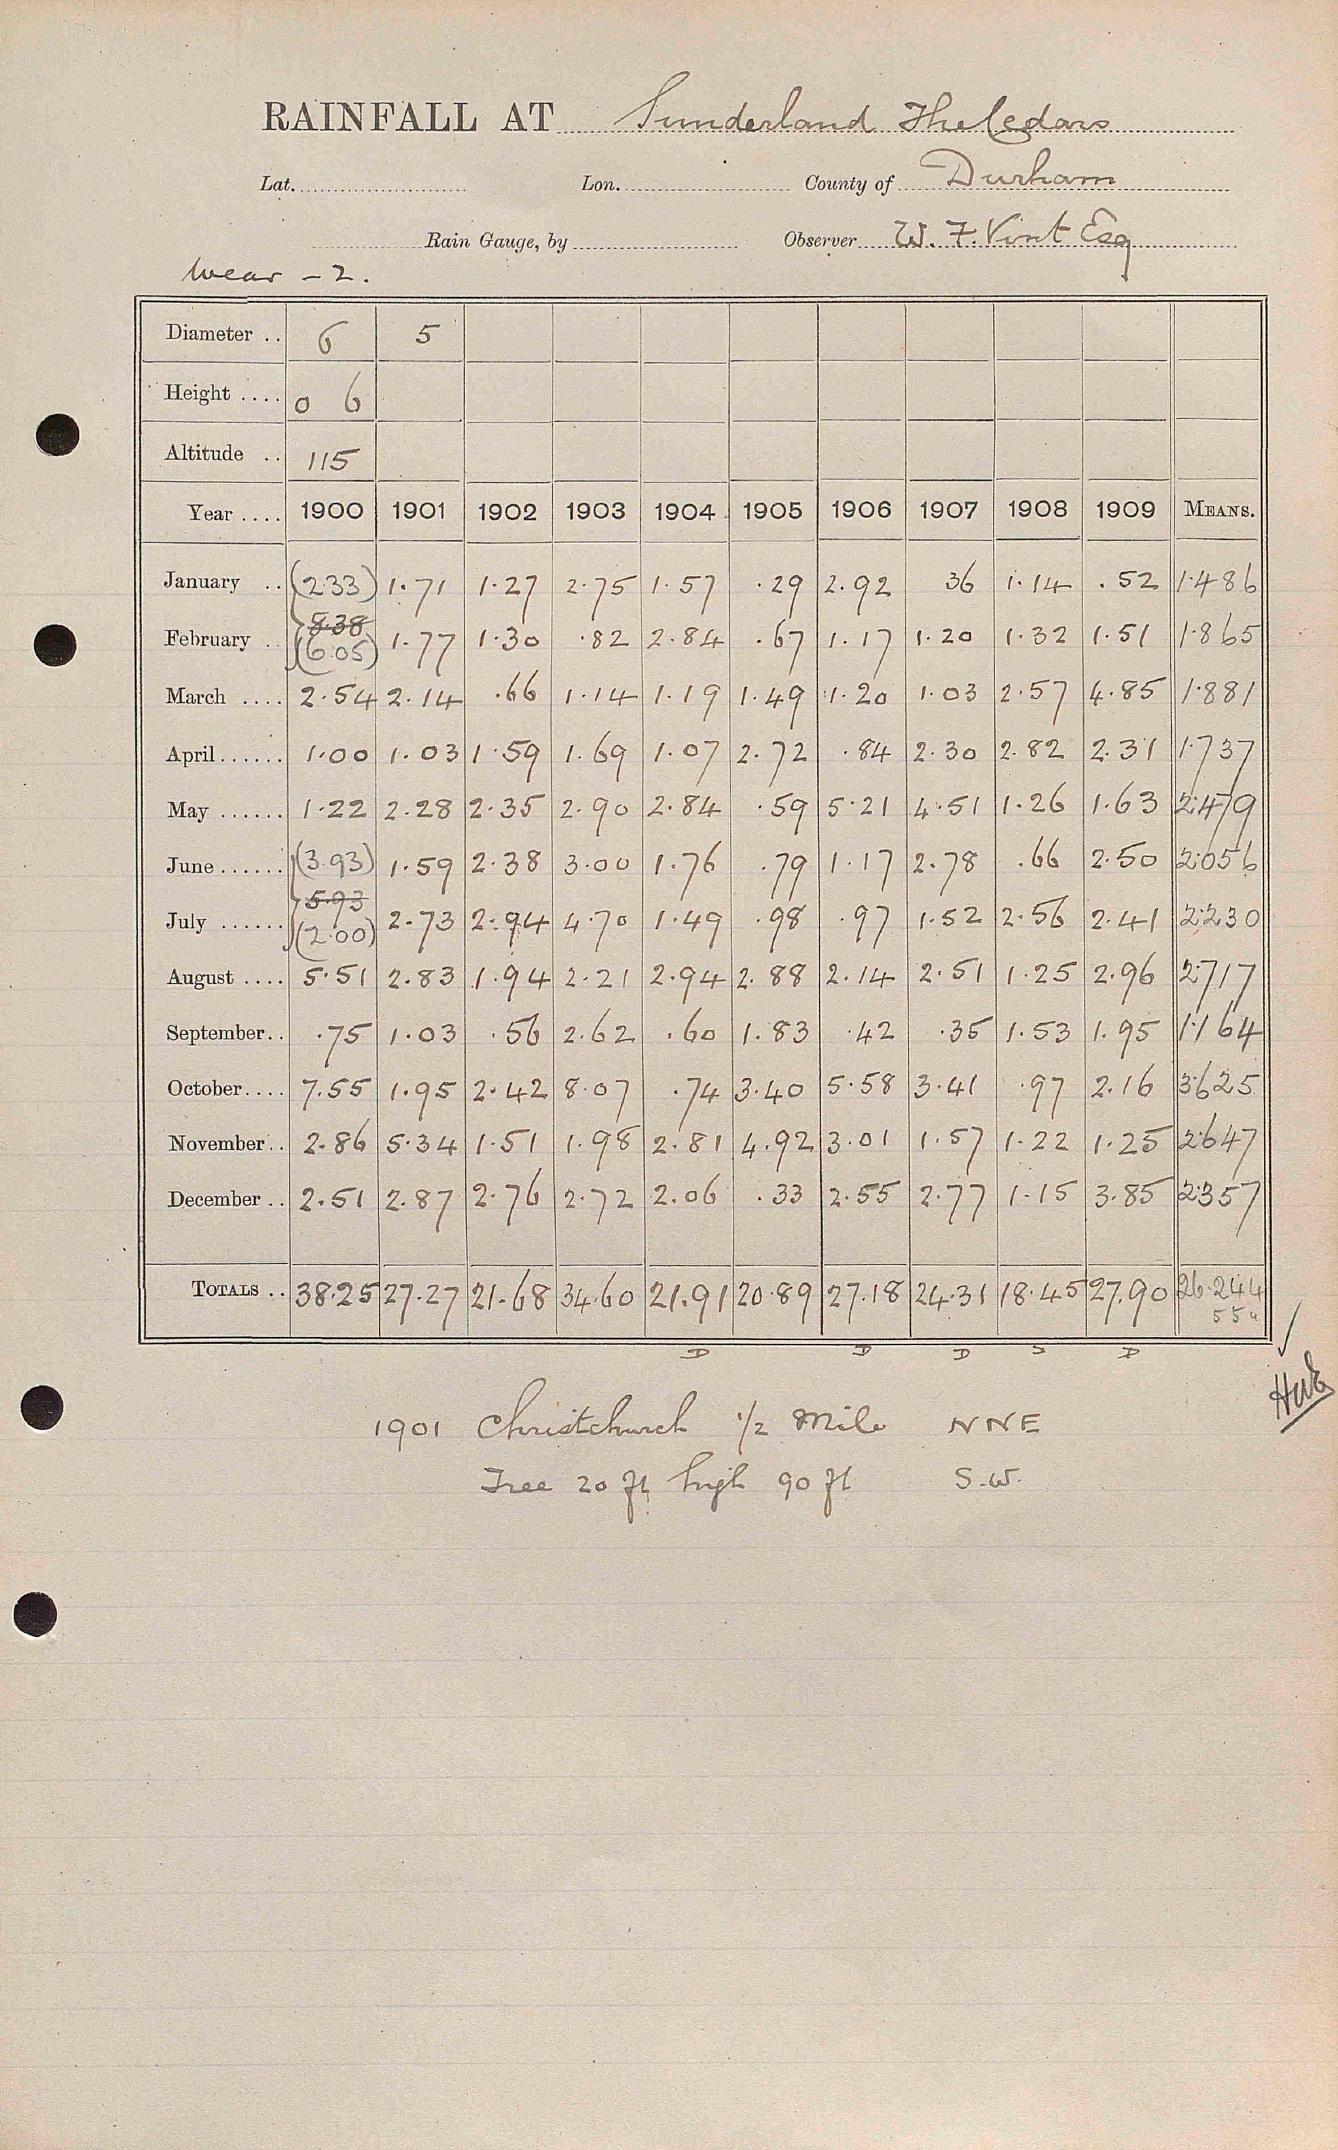 RAINFALL AT Sunderland The Cedars
Lat. Lon. County of Durham
Rain Gauge, by Observer W. F. Vint Esq
Wear - 2.
Diameter .. 6 5
Height .... 0 6
Altitude .. 115
Year .... 1900 1901 1902 1903 1904 1905 1906 1907 1908 1909 MEANS.
January .. (2.33) 1.71 1.27 2.75 1.57 .29 2.92 36 1.14 .52 1.486
8.38
February .. (6.05) 1.77 1.30 .82 2.84 .67 1.17 1.20 1.32 1.51 1.865
March .... 2.54 2.14 .66 1.14 1.19 1.49 1.20 1.03 2.57 4.85 1.881
April ...... 1.00 1.03 1.59 1.69 1.07 2.72 .84 2.30 2.82 2.31 1.737
May ...... 1.22 2.28 2.35 2.90 2.84 .59 5.21 4.51 1.26 1.63 2.479
June ...... (3.93) 1.59 2.38 3.00 1.76 .79 1.17 2.78 .66 2.50 2.056
5.93
July ...... (2.00) 2.73 2.94 4.70 1.49 .98 .97 1.52 2.56 2.41 2.230
August .... 5.51 2.83 1.94 2.21 2.94 2.88 2.14 2.51 1.25 2.96 2.717
September .. .75 1.03 .56 2.62 .60 1.83 .42 .35 1.53 1.95 1.164
October .... 7.55 1.95 2.42 8.07 .74 3.40 5.58 3.41 .97 2.16 3.625
November .. 2.86 5.34 1.51 1.98 2.81 4.92 3.01 1.57 1.22 1.25 2.647
December .. 2.51 2.87 2.76 2.72 2.06 .33 2.55 2.77 1.15 3.85 2.357
TOTALS .. 38.25 27.27 21.68 34.60 21.91 20.89 27.18 24.31 18.45 27.90 26.244
D D D S D
1901 Christchurch 1/2 Mile NNE
Tree 20 ft high 90 ft S.W.